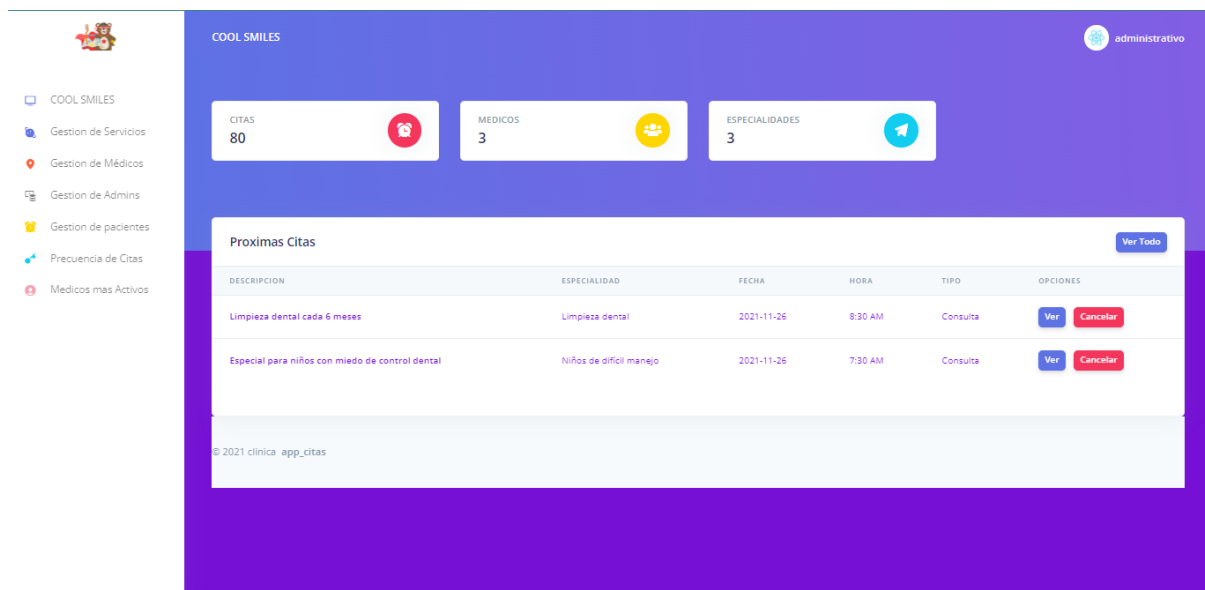 COOL SMILES
administrativo
COOL SMILES
Gestion de Servicios
Gestion de Médicos
Gestion de Admins
Gestion de pacientes
Precuencia de Citas
Medicos mas Activos
CITAS
80
MEDICOS
3
ESPECIALIDADES
3
Proximas Citas
Ver Todo
DESCRIPCION ESPECIALIDAD FECHA HORA TIPO OPCIONES
Limpieza dental cada 6 meses Limpieza dental 2021-11-26 8:30 AM Consulta Ver Cancelar
Especial para niños con miedo de control dental Niños de difícil manejo 2021-11-26 7:30 AM Consulta Ver Cancelar
© 2021 clinica app_citas